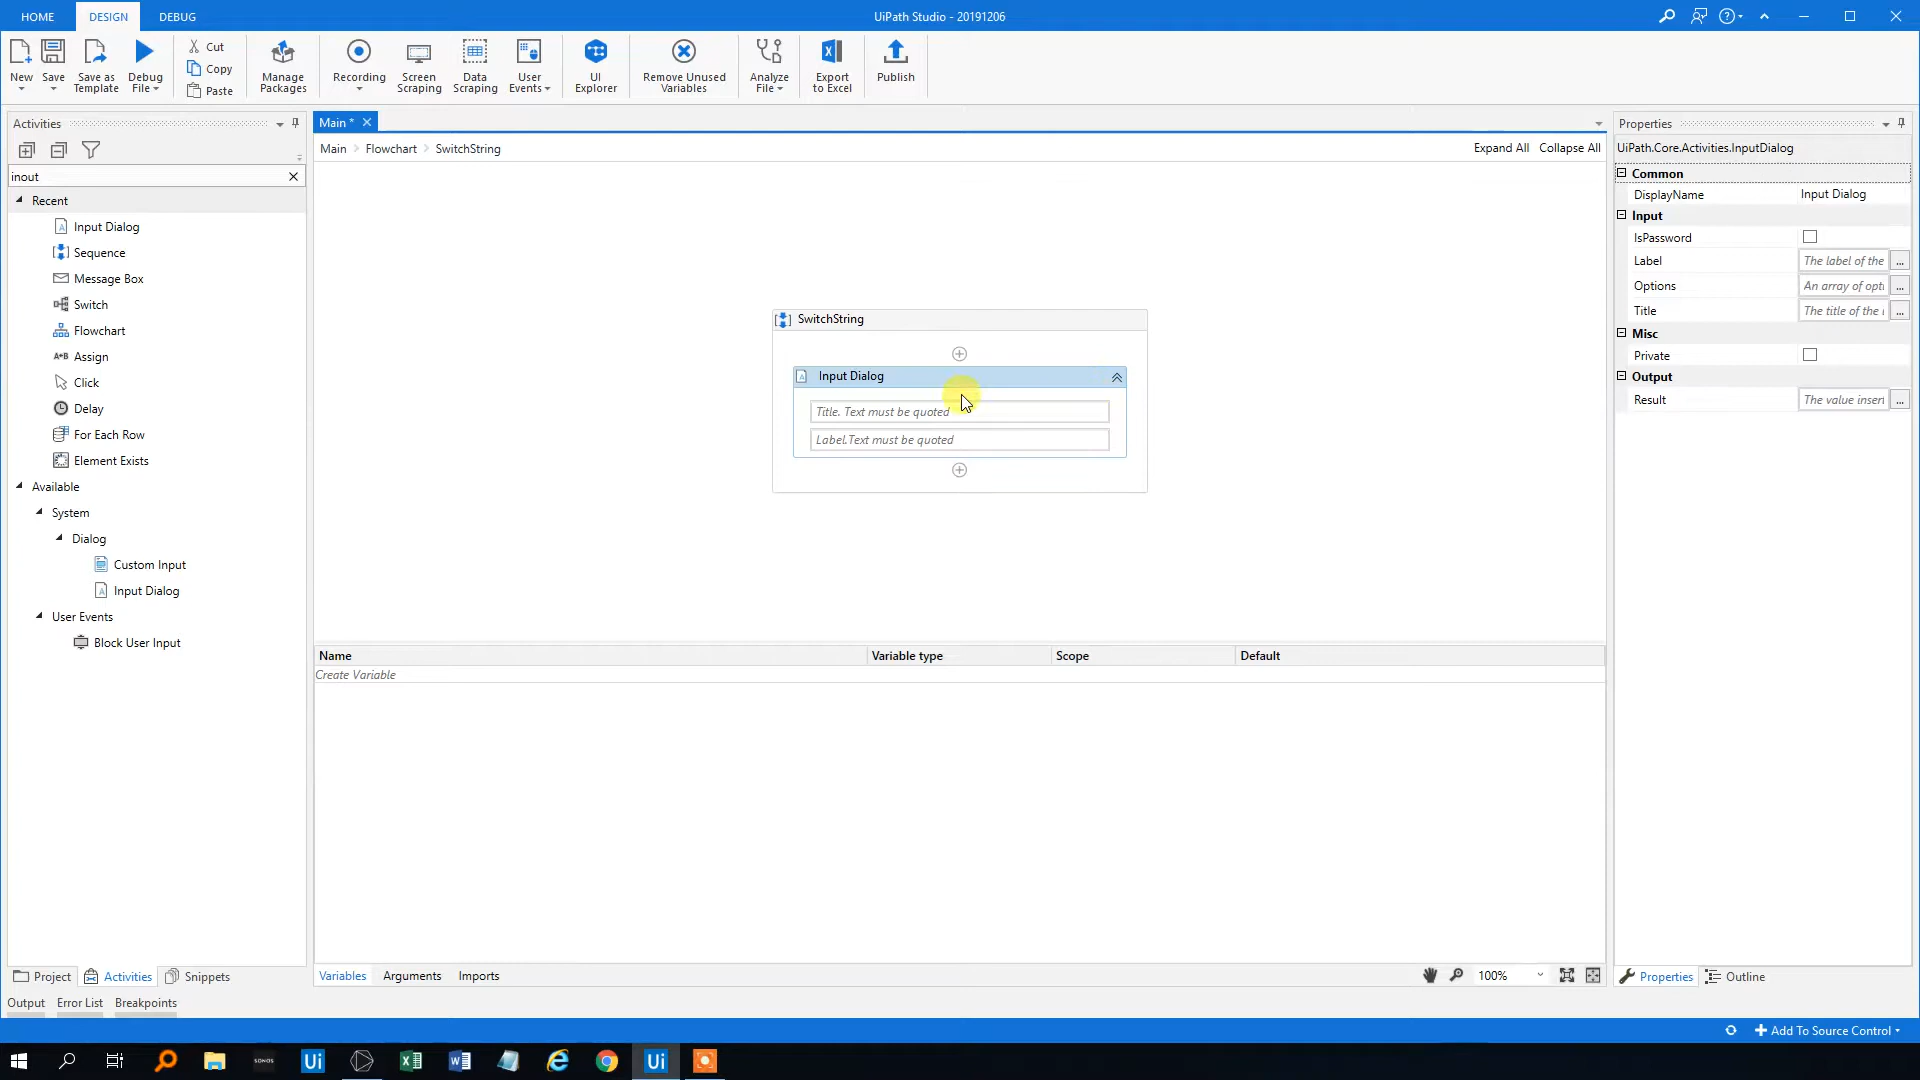 HOME DESIGN DEBUG UiPath Studio - 20191206
New Save Save as Template Debug File Cut Copy Paste Manage Packages Recording Screen Scraping Data Scraping User Events UI Explorer Remove Unused Variables Analyze File Export to Excel Publish
Activities
inout
Recent
Input Dialog
Sequence
Message Box
Switch
Flowchart
Assign
Click
Delay
For Each Row
Element Exists
Available
System
Dialog
Custom Input
Input Dialog
User Events
Block User Input
Project Activities Snippets
Main *
Main Flowchart SwitchString Expand All Collapse All
SwitchString
Input Dialog
Title. Text must be quoted
Label.Text must be quoted
Name Variable type Scope Default
Create Variable
Variables Arguments Imports 100%
Properties
UiPath.Core.Activities.InputDialog
Common
DisplayName Input Dialog
Input
IsPassword
Label The label of the
Options An array of opti
Title The title of the
Misc
Private
Output
Result The value insert
Properties Outline
Output Error List Breakpoints
Add To Source Control
SONOS Ui Ui